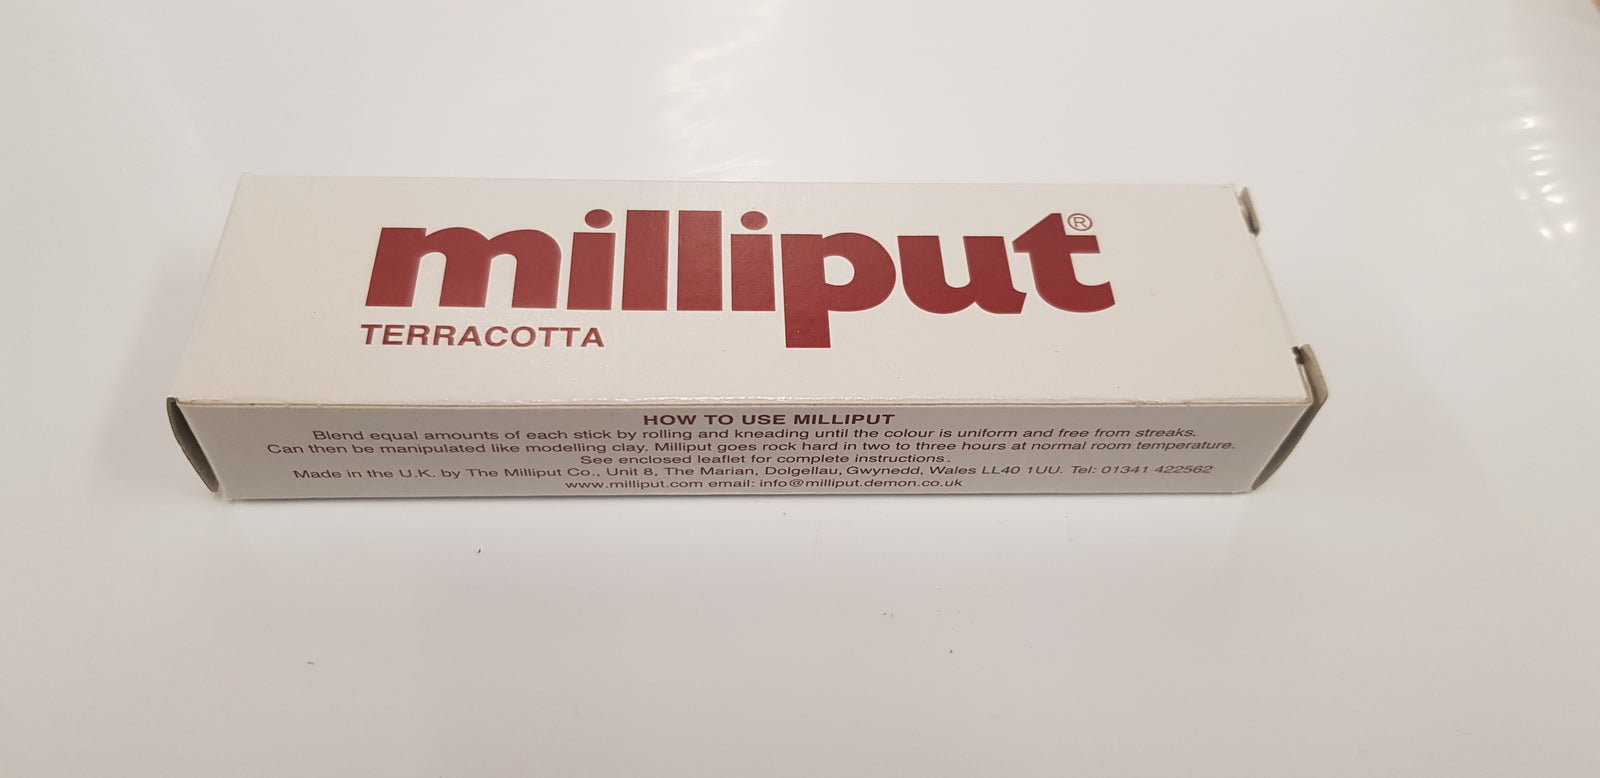 milliput®
TERRACOTTA
HOW TO USE MILLIPUT
Blend equal amounts of each stick by rolling and kneading until the colour is uniform and free from streaks.
Can then be manipulated like modelling clay. Milliput goes rock hard in two to three hours at normal room temperature.
See enclosed leaflet for complete instructions.
Made in the U.K. by The Milliput Co., Unit 8, The Marian, Dolgellau, Gwynedd, Wales LL40 1UU. Tel: 01341 422562
www.milliput.com email: info@milliput.demon.co.uk